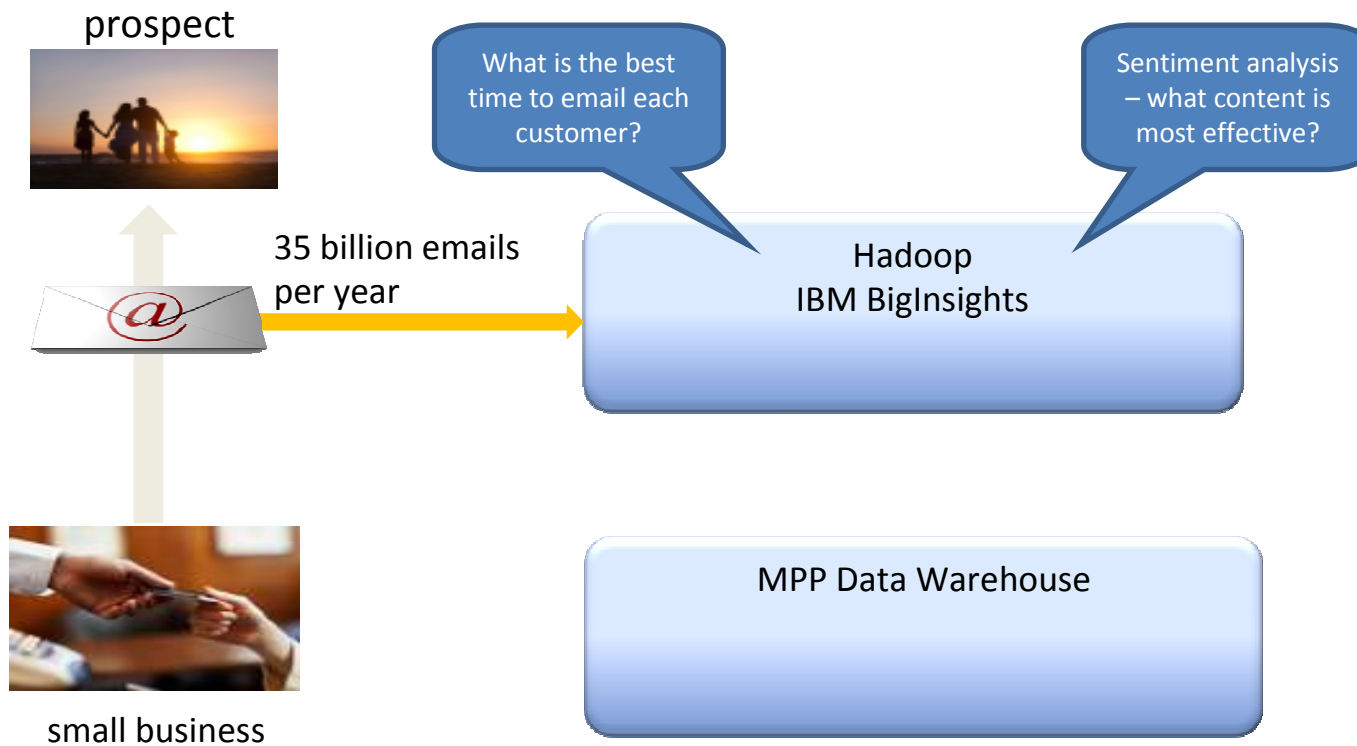 prospect
What is the best
time to email each
customer?
Sentiment analysis
– what content is
most effective?
35 billion emails
per year
@
Hadoop
IBM BigInsights
MPP Data Warehouse
small business